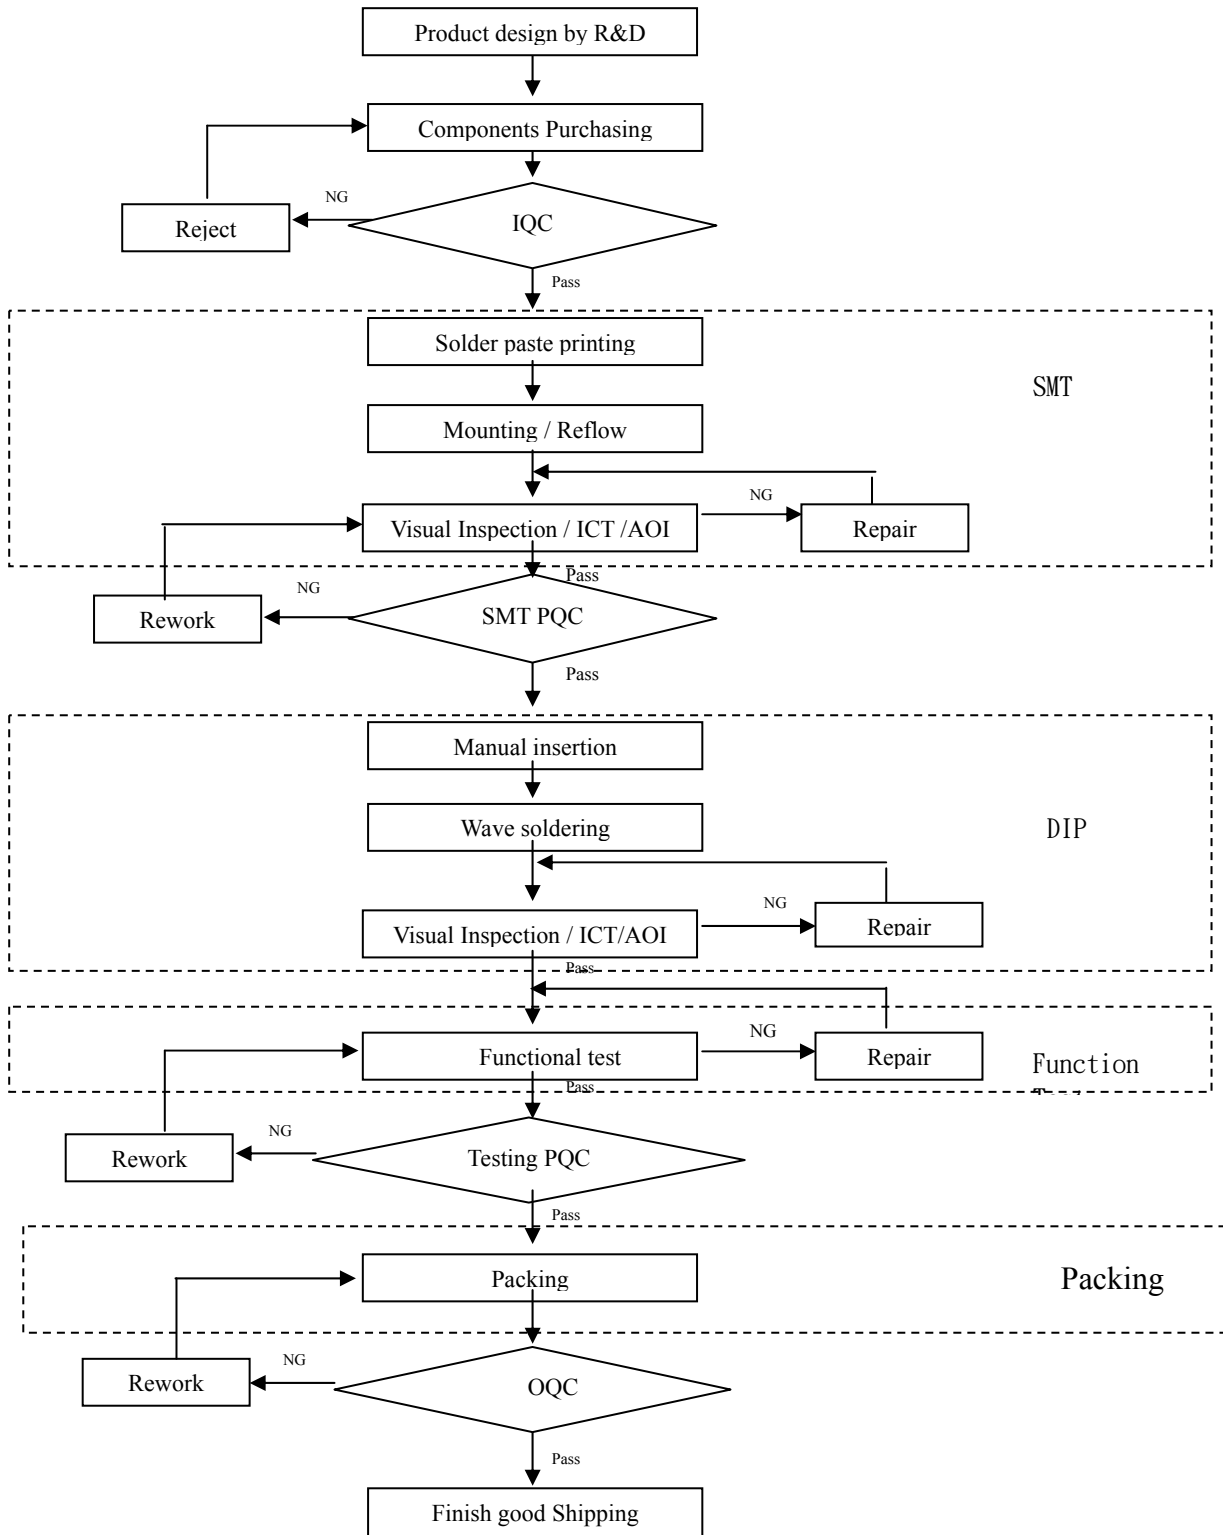 Product design by R&D
Components Purchasing
NG
IQC
Reject
Pass
Solder paste printing
SMT
Mounting / Reflow
NG
Visual Inspection / ICT /AOI
Repair
Pass
NG
SMT PQC
Rework
Pass
Manual insertion
Wave soldering
DIP
NG
Visual Inspection / ICT/AOI
Repair
Pass
NG
Functional test
Repair
Function
Pass
NG
Testing PQC
Rework
Pass
Packing
Packing
NG
OQC
Rework
Pass
Finish good Shipping